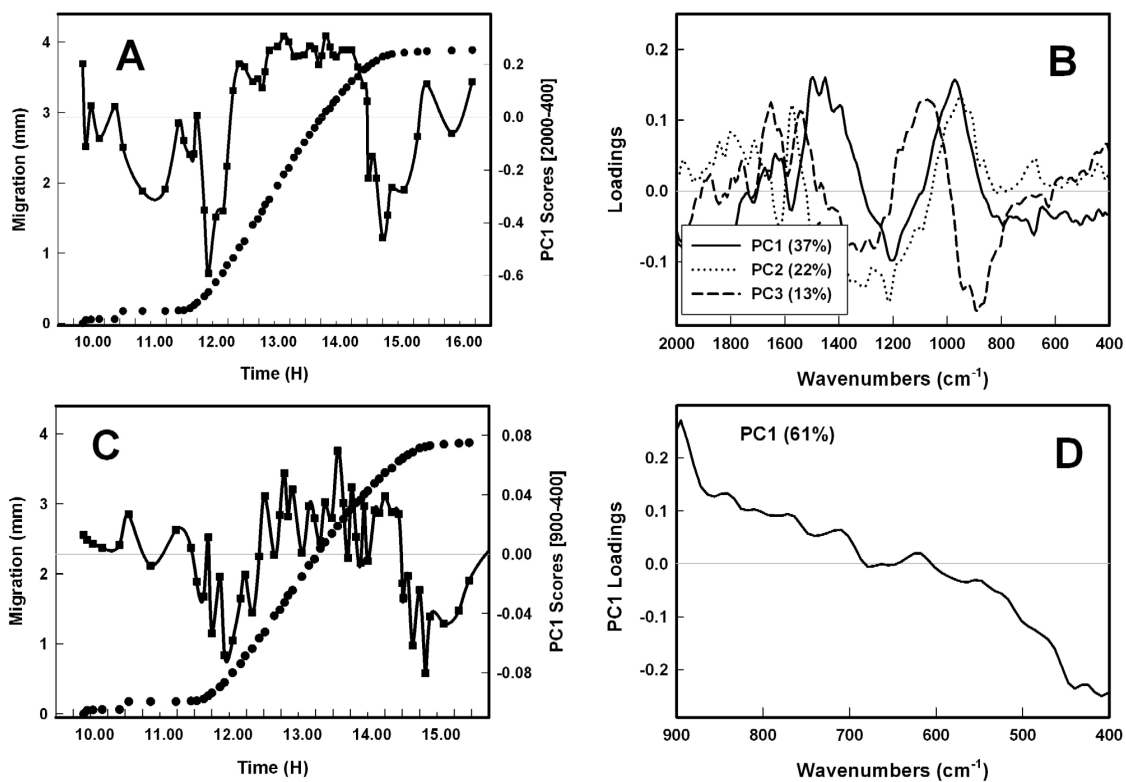 A
4
3
2
1
0
Migration (mm)
0.2
0.0
-0.2
-0.4
-0.6
PC1 Scores [2000-400]
10.00 11.00 12.00 13.00 14.00 15.00 16.00
Time (H)
B
0.2
0.1
0.0
-0.1
Loadings
PC1 (37%)
PC2 (22%)
PC3 (13%)
2000 1800 1600 1400 1200 1000 800 600 400
Wavenumbers (cm-1)
C
4
3
2
1
0
Migration (mm)
0.08
0.04
0.00
-0.04
-0.08
PC1 Scores [900-400]
10.00 11.00 12.00 13.00 14.00 15.00
Time (H)
D
PC1 (61%)
0.2
0.1
0.0
-0.1
-0.2
PC1 Loadings
900 800 700 600 500 400
Wavenumbers (cm-1)